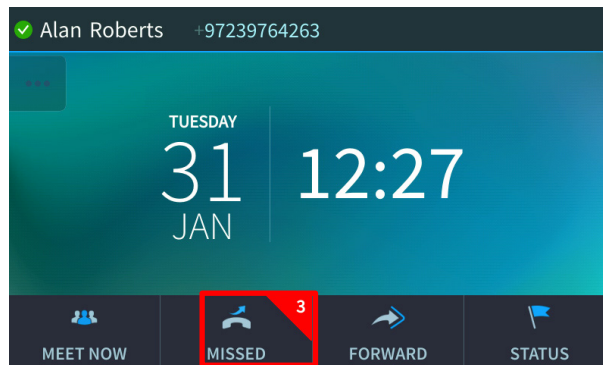 Alan Roberts +97239764263
TUESDAY
31
JAN
12:27
3
MEET NOW MISSED FORWARD STATUS